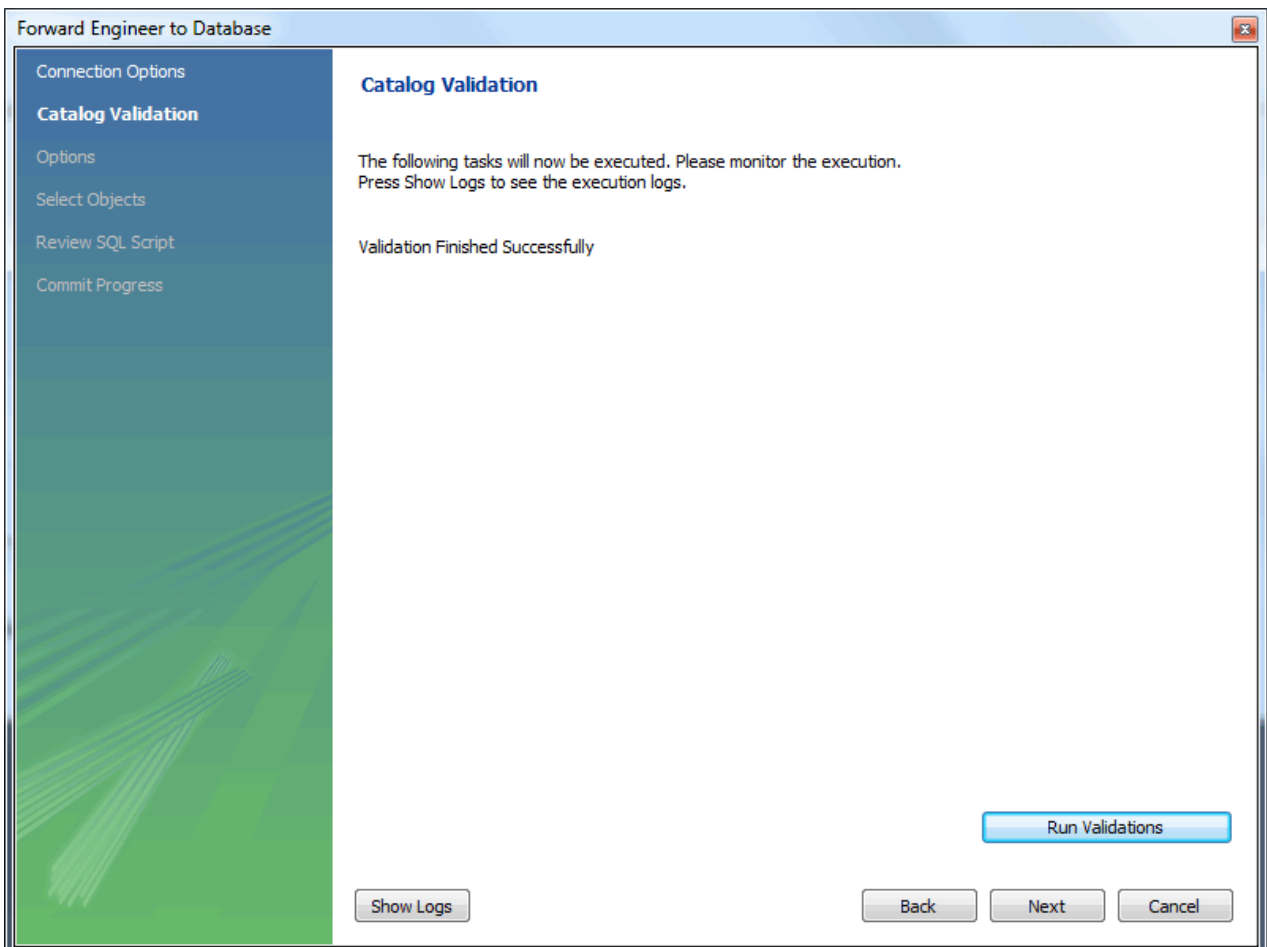 Forward Engineer to Database
Connection Options
Catalog Validation
Options
Select Objects
Review SQL Script
Commit Progress
Catalog Validation
The following tasks will now be executed. Please monitor the execution.
Press Show Logs to see the execution logs.
Validation Finished Successfully
Run Validations
Show Logs
Back
Next
Cancel